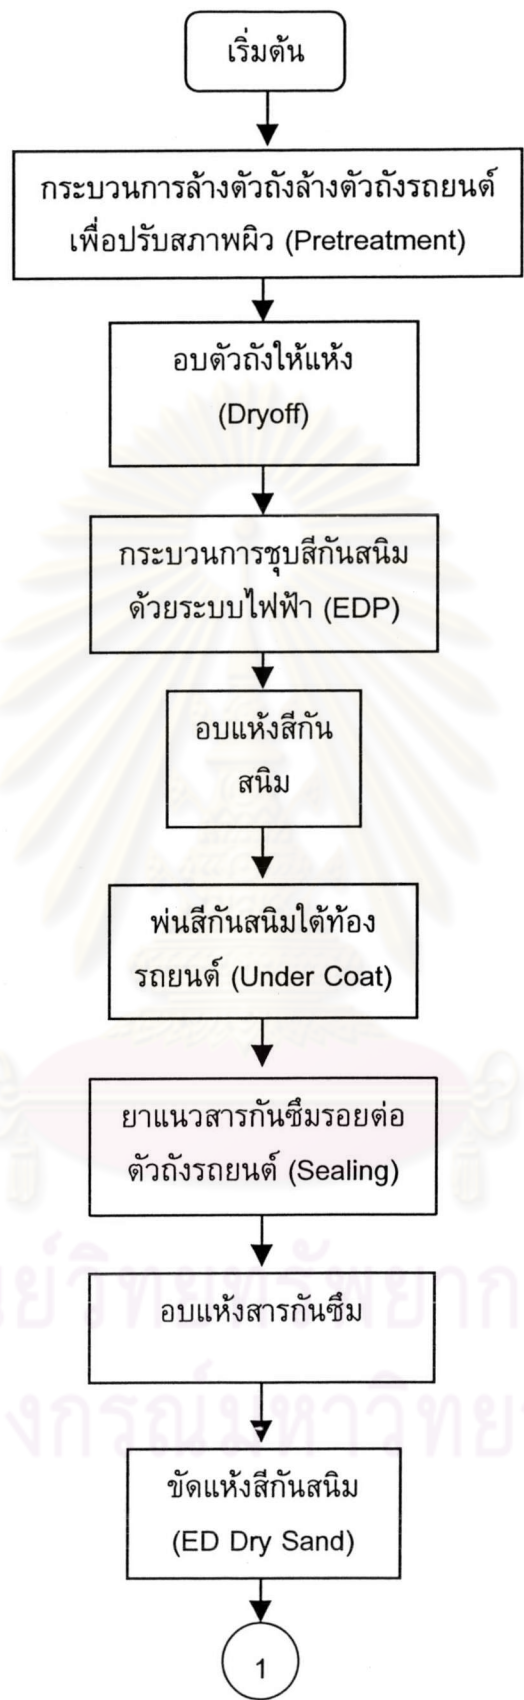 เริ่มต้น
กระบวนการล้างตัวถังล้างตัวถังรถยนต์
เพื่อปรับสภาพผิว (Pretreatment)
อบตัวถังให้แห้ง
(Dryoff)
กระบวนการชุบสีกันสนิม
ด้วยระบบไฟฟ้า (EDP)
อบแห้งสีกัน
สนิม
พ่นสีกันสนิมใต้ท้อง
รถยนต์ (Under Coat)
ยาแนวสารกันซึมรอยต่อ
ตัวถังรถยนต์ (Sealing)
อบแห้งสารกันซึม
ขัดแห้งสีกันสนิม
(ED Dry Sand)
1